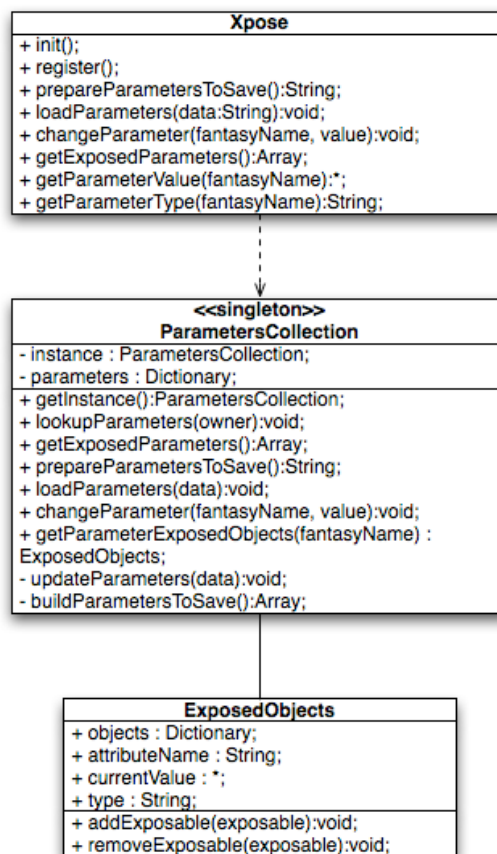 Xpose
+ init();
+ register();
+ prepareParametersToSave():String;
+ loadParameters(data:String):void;
+ changeParameter(fantasyName, value):void;
+ getExposedParameters():Array;
+ getParameterValue(fantasyName):*;
+ getParameterType(fantasyName):String;
<<singleton>>
ParametersCollection
- instance : ParametersCollection;
- parameters : Dictionary;
+ getInstance():ParametersCollection;
+ lookupParameters(owner):void;
+ getExposedParameters():Array;
+ prepareParametersToSave():String;
+ loadParameters(data):void;
+ changeParameter(fantasyName, value):void;
+ getParameterExposedObjects(fantasyName) :
ExposedObjects;
- updateParameters(data):void;
- buildParametersToSave():Array;
ExposedObjects
+ objects : Dictionary;
+ attributeName : String;
+ currentValue : *;
+ type : String;
+ addExposable(exposable):void;
+ removeExposable(exposable):void;